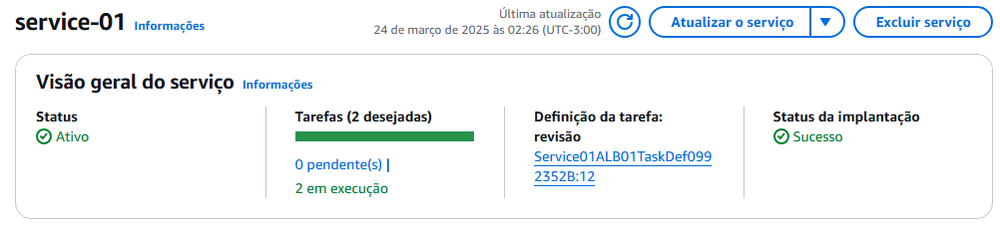 service-01 Informações
Última atualização
24 de março de 2025 às 02:26 (UTC-3:00)
Atualizar o serviço
Excluir serviço
Visão geral do serviço Informações
Status
Ativo
Tarefas (2 desejadas)
0 pendente(s) |
2 em execução
Definição da tarefa:
revisão
Service01ALB01TaskDef099
2352B:12
Status da implantação
Sucesso